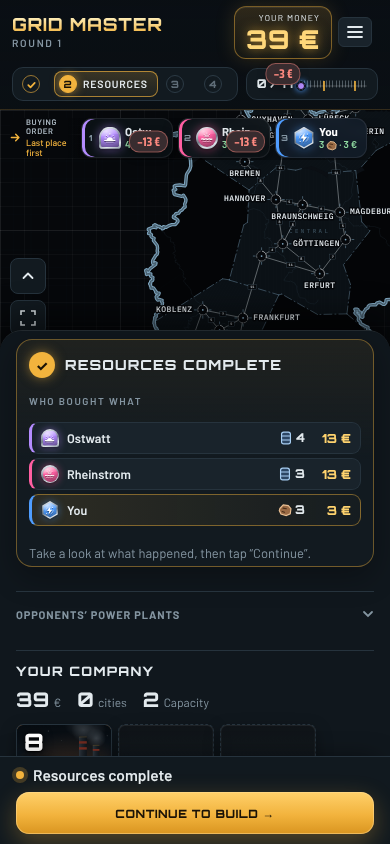 GRID MASTER
ROUND 1
YOUR MONEY
39 €
2 RESOURCES
3
4
-3 €
BUYING
ORDER
Last place
first
1
-13 €
2
-13 €
3
You
3 · 3 €
BREMEN
HANNOVER
BRAUNSCHWEIG
GÖTTINGEN
ERFURT
KOBLENZ
FRANKFURT
RESOURCES COMPLETE
WHO BOUGHT WHAT
Ostwatt 4 13 €
Rheinstrom 3 13 €
You 3 3 €
Take a look at what happened, then tap “Continue”.
OPPONENTS’ POWER PLANTS
YOUR COMPANY
39 € 0 cities 2 Capacity
8
Resources complete
CONTINUE TO BUILD →